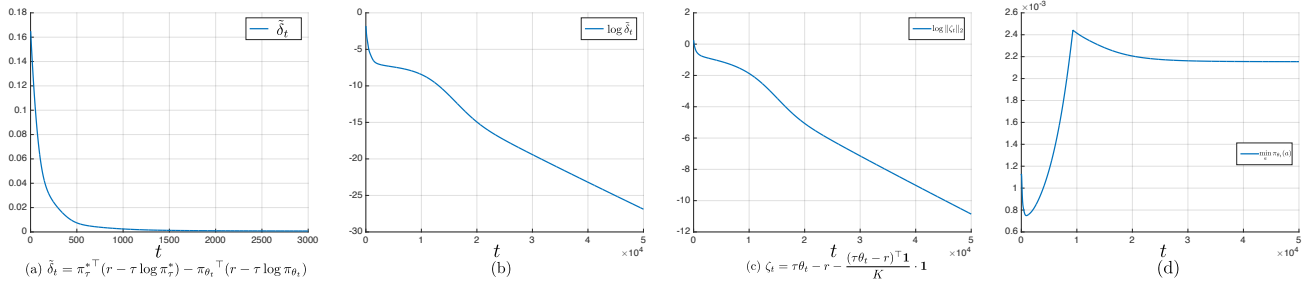 0.18
0.16
0.14
0.12
0.1
0.08
0.06
0.04
0.02
0
0 500 1000 1500 2000 2500 3000
δ̃_t
t
(a) δ̃_t = π*_τ^⊤(r − τ log π*_τ) − π_{θ_t}^⊤(r − τ log π_{θ_t})
0
-5
-10
-15
-20
-25
-30
0 1 2 3 4 5
×10^4
log δ̃_t
t
(b)
2
0
-2
-4
-6
-8
-10
-12
0 1 2 3 4 5
×10^4
log ‖ζ_t‖_2
t
(c) ζ_t = τθ_t − r − (τθ_t − r)^⊤1 / K · 1
×10^-3
2.6
2.4
2.2
2
1.8
1.6
1.4
1.2
1
0.8
0.6
0 1 2 3 4 5
×10^4
min_a π_{θ_t}(a)
t
(d)